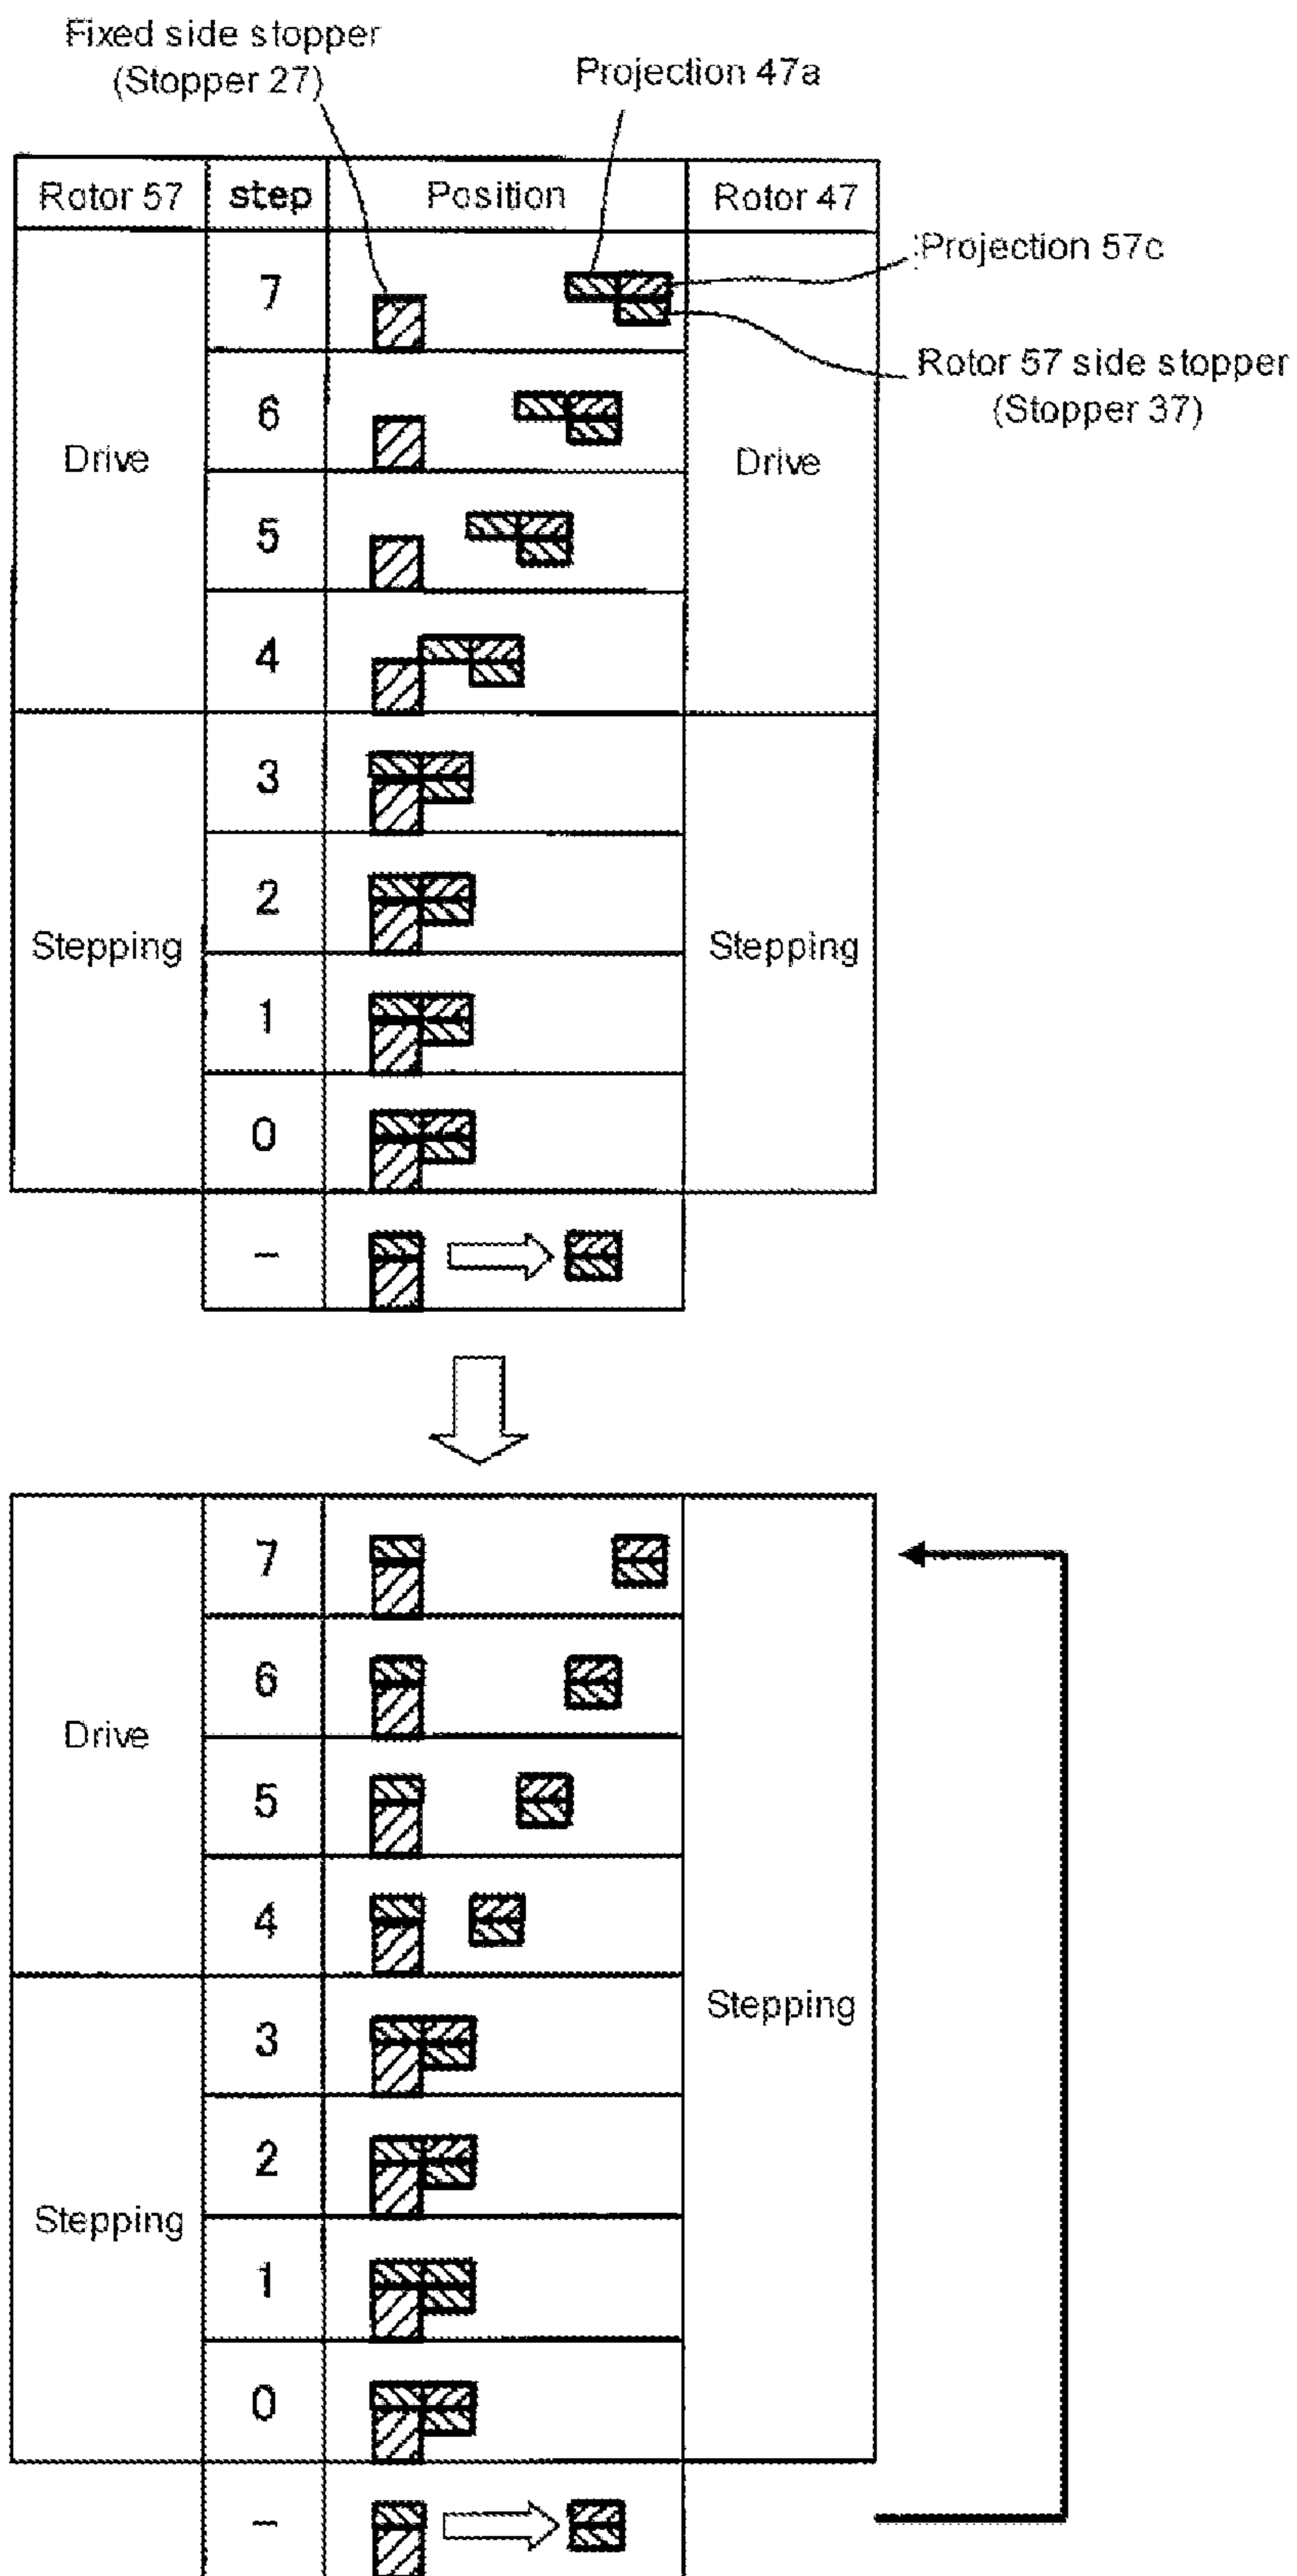 Fixed side stopper
(Stopper 27)
Projection 47a
Rotor 57 step Position Rotor 47
Projection 57c
Rotor 57 side stopper
(Stopper 37)
7
6
Drive
Drive
5
4
3
2
Stepping
Stepping
1
0
–
7
6
Drive
5
4
Stepping
3
2
Stepping
1
0
–